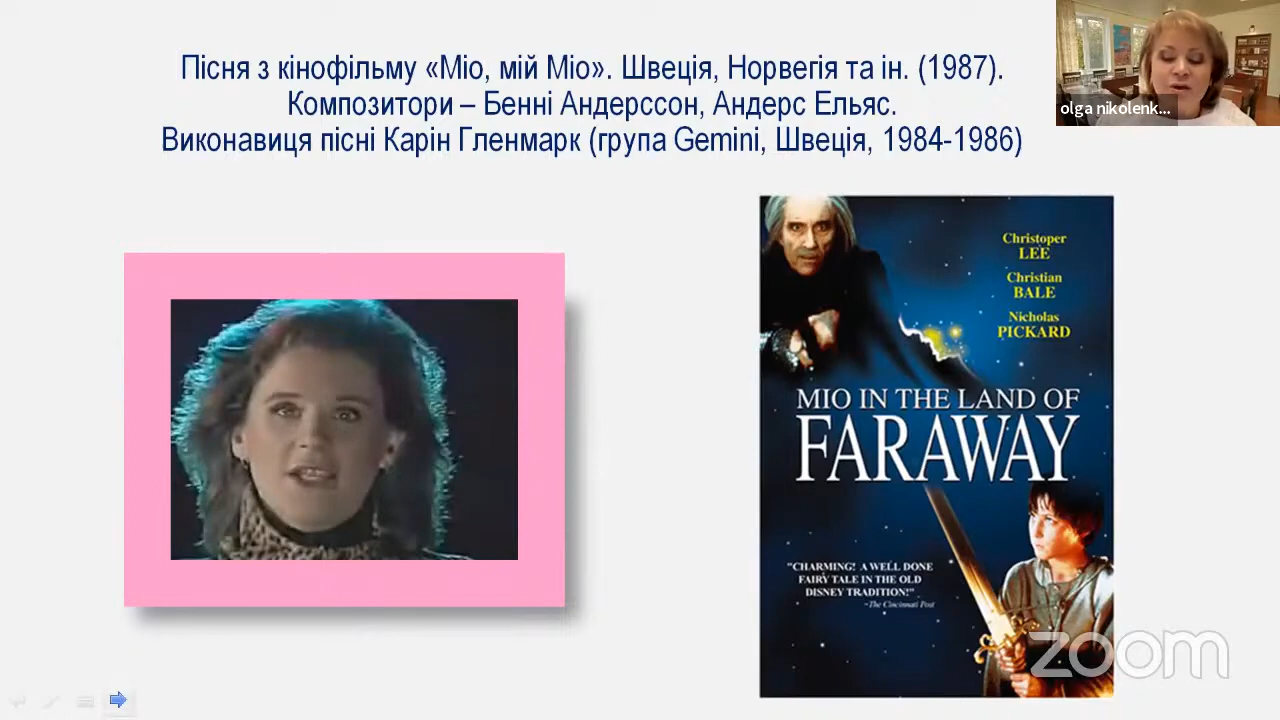 Пісня з кінофільму «Міо, мій Міо». Швеція, Норвегія та ін. (1987).
Композитори – Бенні Андерссон, Андерс Ельяс.
Виконавиця пісні Карін Гленмарк (група Gemini, Швеція, 1984-1986)
olga nikolenk...
Christoper
LEE
Christian
BALE
Nicholas
PICKARD
MIO IN THE LAND OF
FARAWAY
"CHARMING! A WELL DONE
FAIRY TALE IN THE OLD
DISNEY TRADITION!"
-The Cincinnati Post
zoom